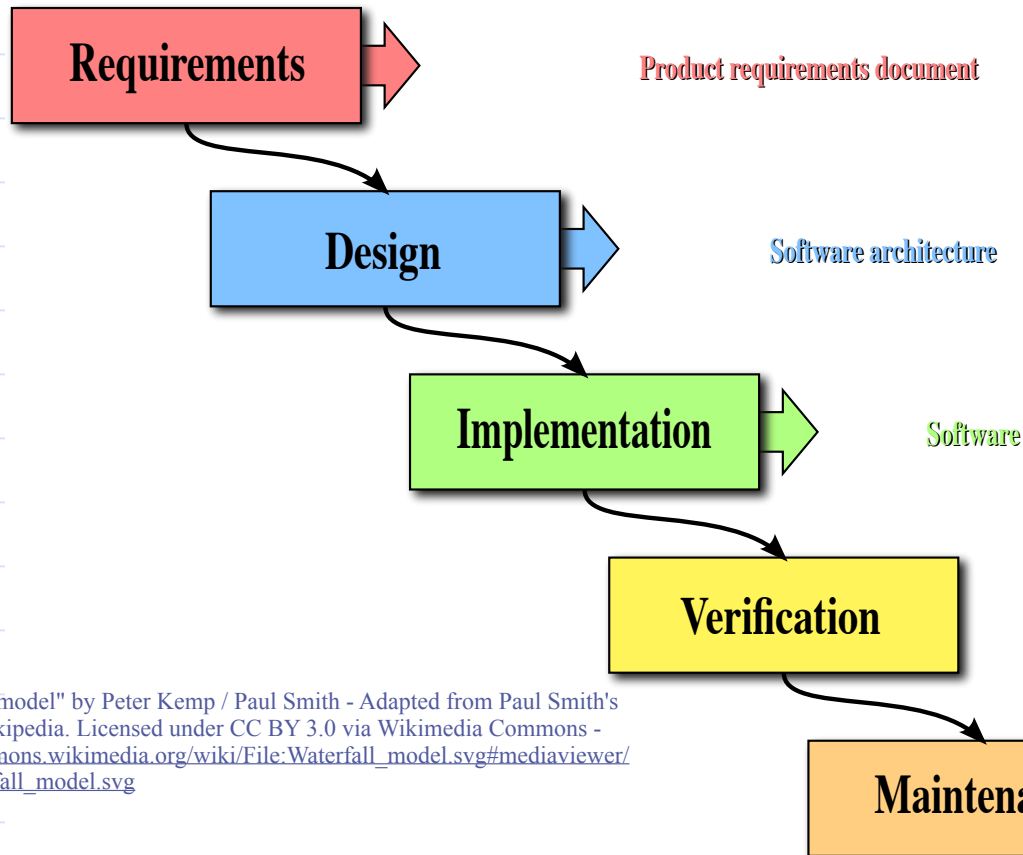 Requirements
Product requirements document
Design
Software architecture
Implementation
Software
Verification
model" by Peter Kemp / Paul Smith - Adapted from Paul Smith's
kipedia. Licensed under CC BY 3.0 via Wikimedia Commons -
mons.wikimedia.org/wiki/File:Waterfall_model.svg#mediaviewer/
fall_model.svg
Maintena